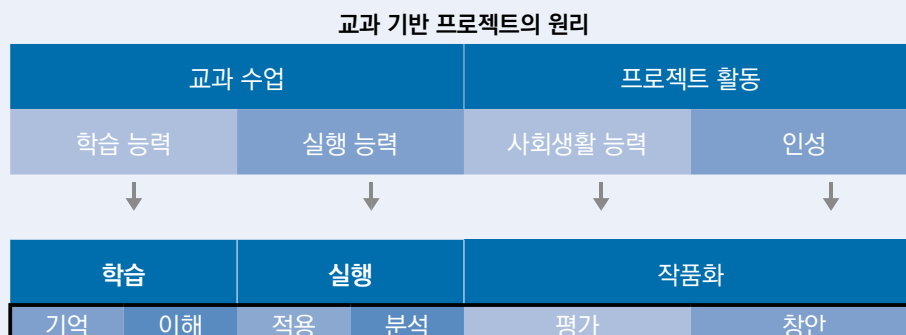 교과 기반 프로젝트의 원리
교과 수업 프로젝트 활동
학습 능력 실행 능력 사회생활 능력 인성
학습 실행 작품화
기억 이해 적용 분석 평가 창안